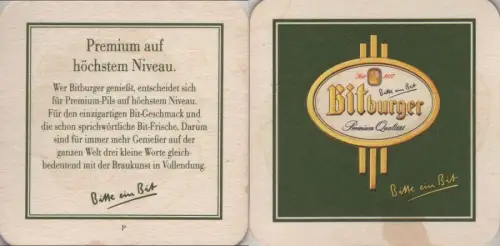 Premium auf
höchstem Niveau.
Wer Bitburger genießt, entscheidet sich
für Premium-Pils auf höchstem Niveau.
Für den einzigartigen Bit-Geschmack und
die schon sprichwörtliche Bit-Frische. Darum
sind für immer mehr Genießer auf der
ganzen Welt drei kleine Worte gleich-
bedeutend mit der Braukunst in Vollendung.
Bitte ein Bit
P
Bitte ein Bit
Bitburger
Premium Qualität
Bitte ein Bit